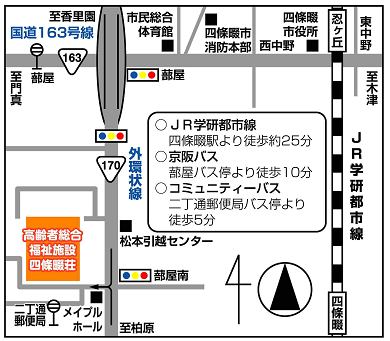 至香里園
国道163号線
163
至門真
蔀屋
蔀屋
市民総合
体育館
四條畷市
消防本部
四條畷
市役所
西中野
忍ヶ丘
東中野
至木津
○JR学研都市線
四條畷駅より徒歩約25分
○京阪バス
蔀屋バス停より徒歩10分
○コミュニティーバス
二丁通郵便局バス停より
徒歩5分
JR学研都市線
170
外環状線
高齢者総合
福祉施設
四條畷荘
松本引越センター
蔀屋南
二丁通
郵便局
メイプル
ホール
至柏原
四條畷